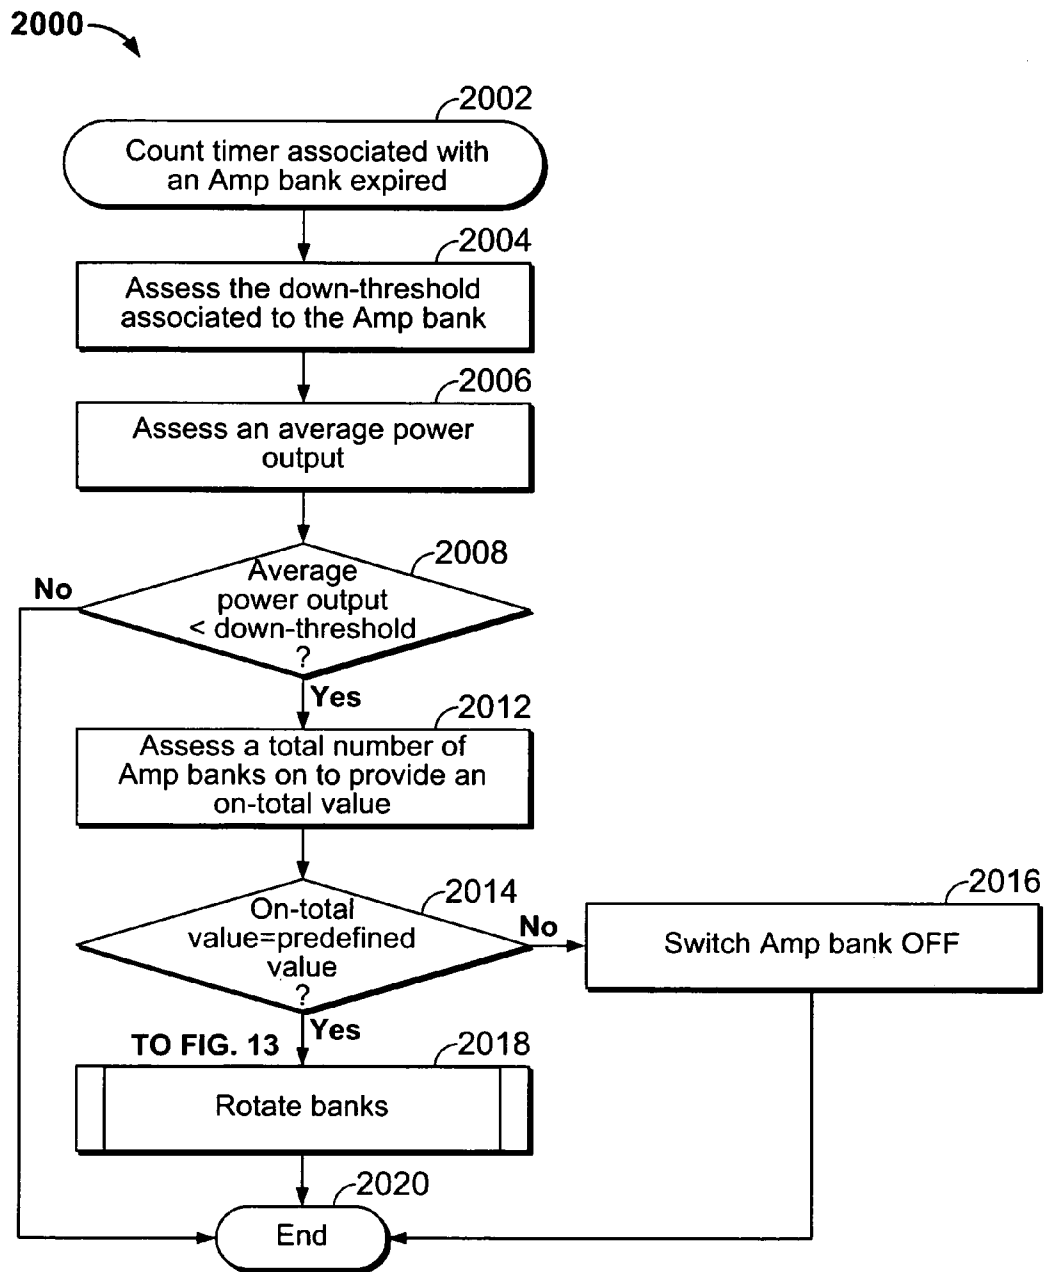 2000
2002
Count timer associated with
an Amp bank expired
2004
Assess the down-threshold
associated to the Amp bank
2006
Assess an average power
output
2008
Average
power output
< down-threshold
?
No
Yes
2012
Assess a total number of
Amp banks on to provide an
on-total value
2014
On-total
value=predefined
value
?
No
2016
Switch Amp bank OFF
Yes
TO FIG. 13
2018
Rotate banks
2020
End